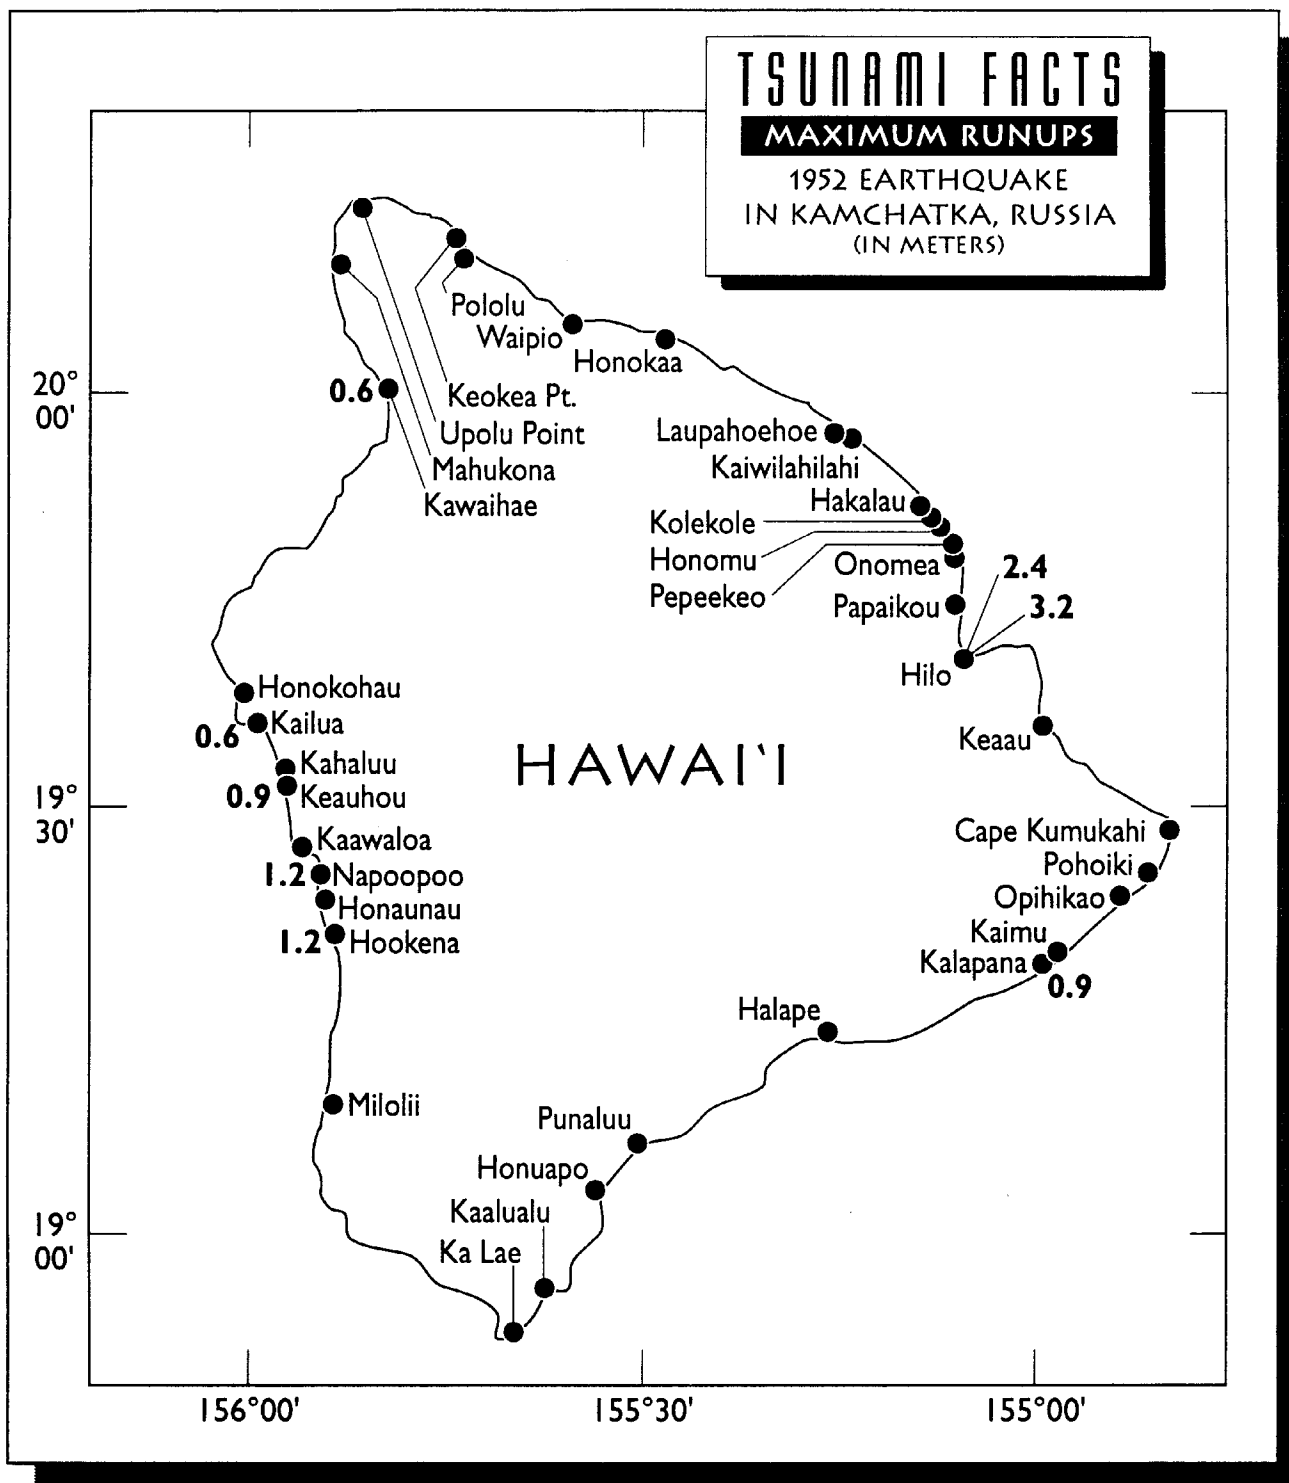 TSUNAMI FACTS
MAXIMUM RUNUPS
1952 EARTHQUAKE
IN KAMCHATKA, RUSSIA
(IN METERS)
Pololu
Waipio
Honokaa
20°
00'
0.6
Keokea Pt.
Upolu Point
Mahukona
Kawaihae
Laupahoehoe
Kaiwilahilahi
Hakalau
Kolekole
Honomu
Pepeekeo
Onomea
2.4
Papaikou
3.2
Hilo
Honokohau
Kailua
0.6
Keaau
HAWAI‘I
Kahaluu
0.9
Keauhou
19°
30'
Kaawaloa
1.2
Napoopoo
Honaunau
1.2
Hookena
Cape Kumukahi
Pohoiki
Opihikao
Kaimu
Kalapana
0.9
Halape
Milolii
Punaluu
Honuapo
Kaalualu
Ka Lae
19°
00'
156°00'
155°30'
155°00'